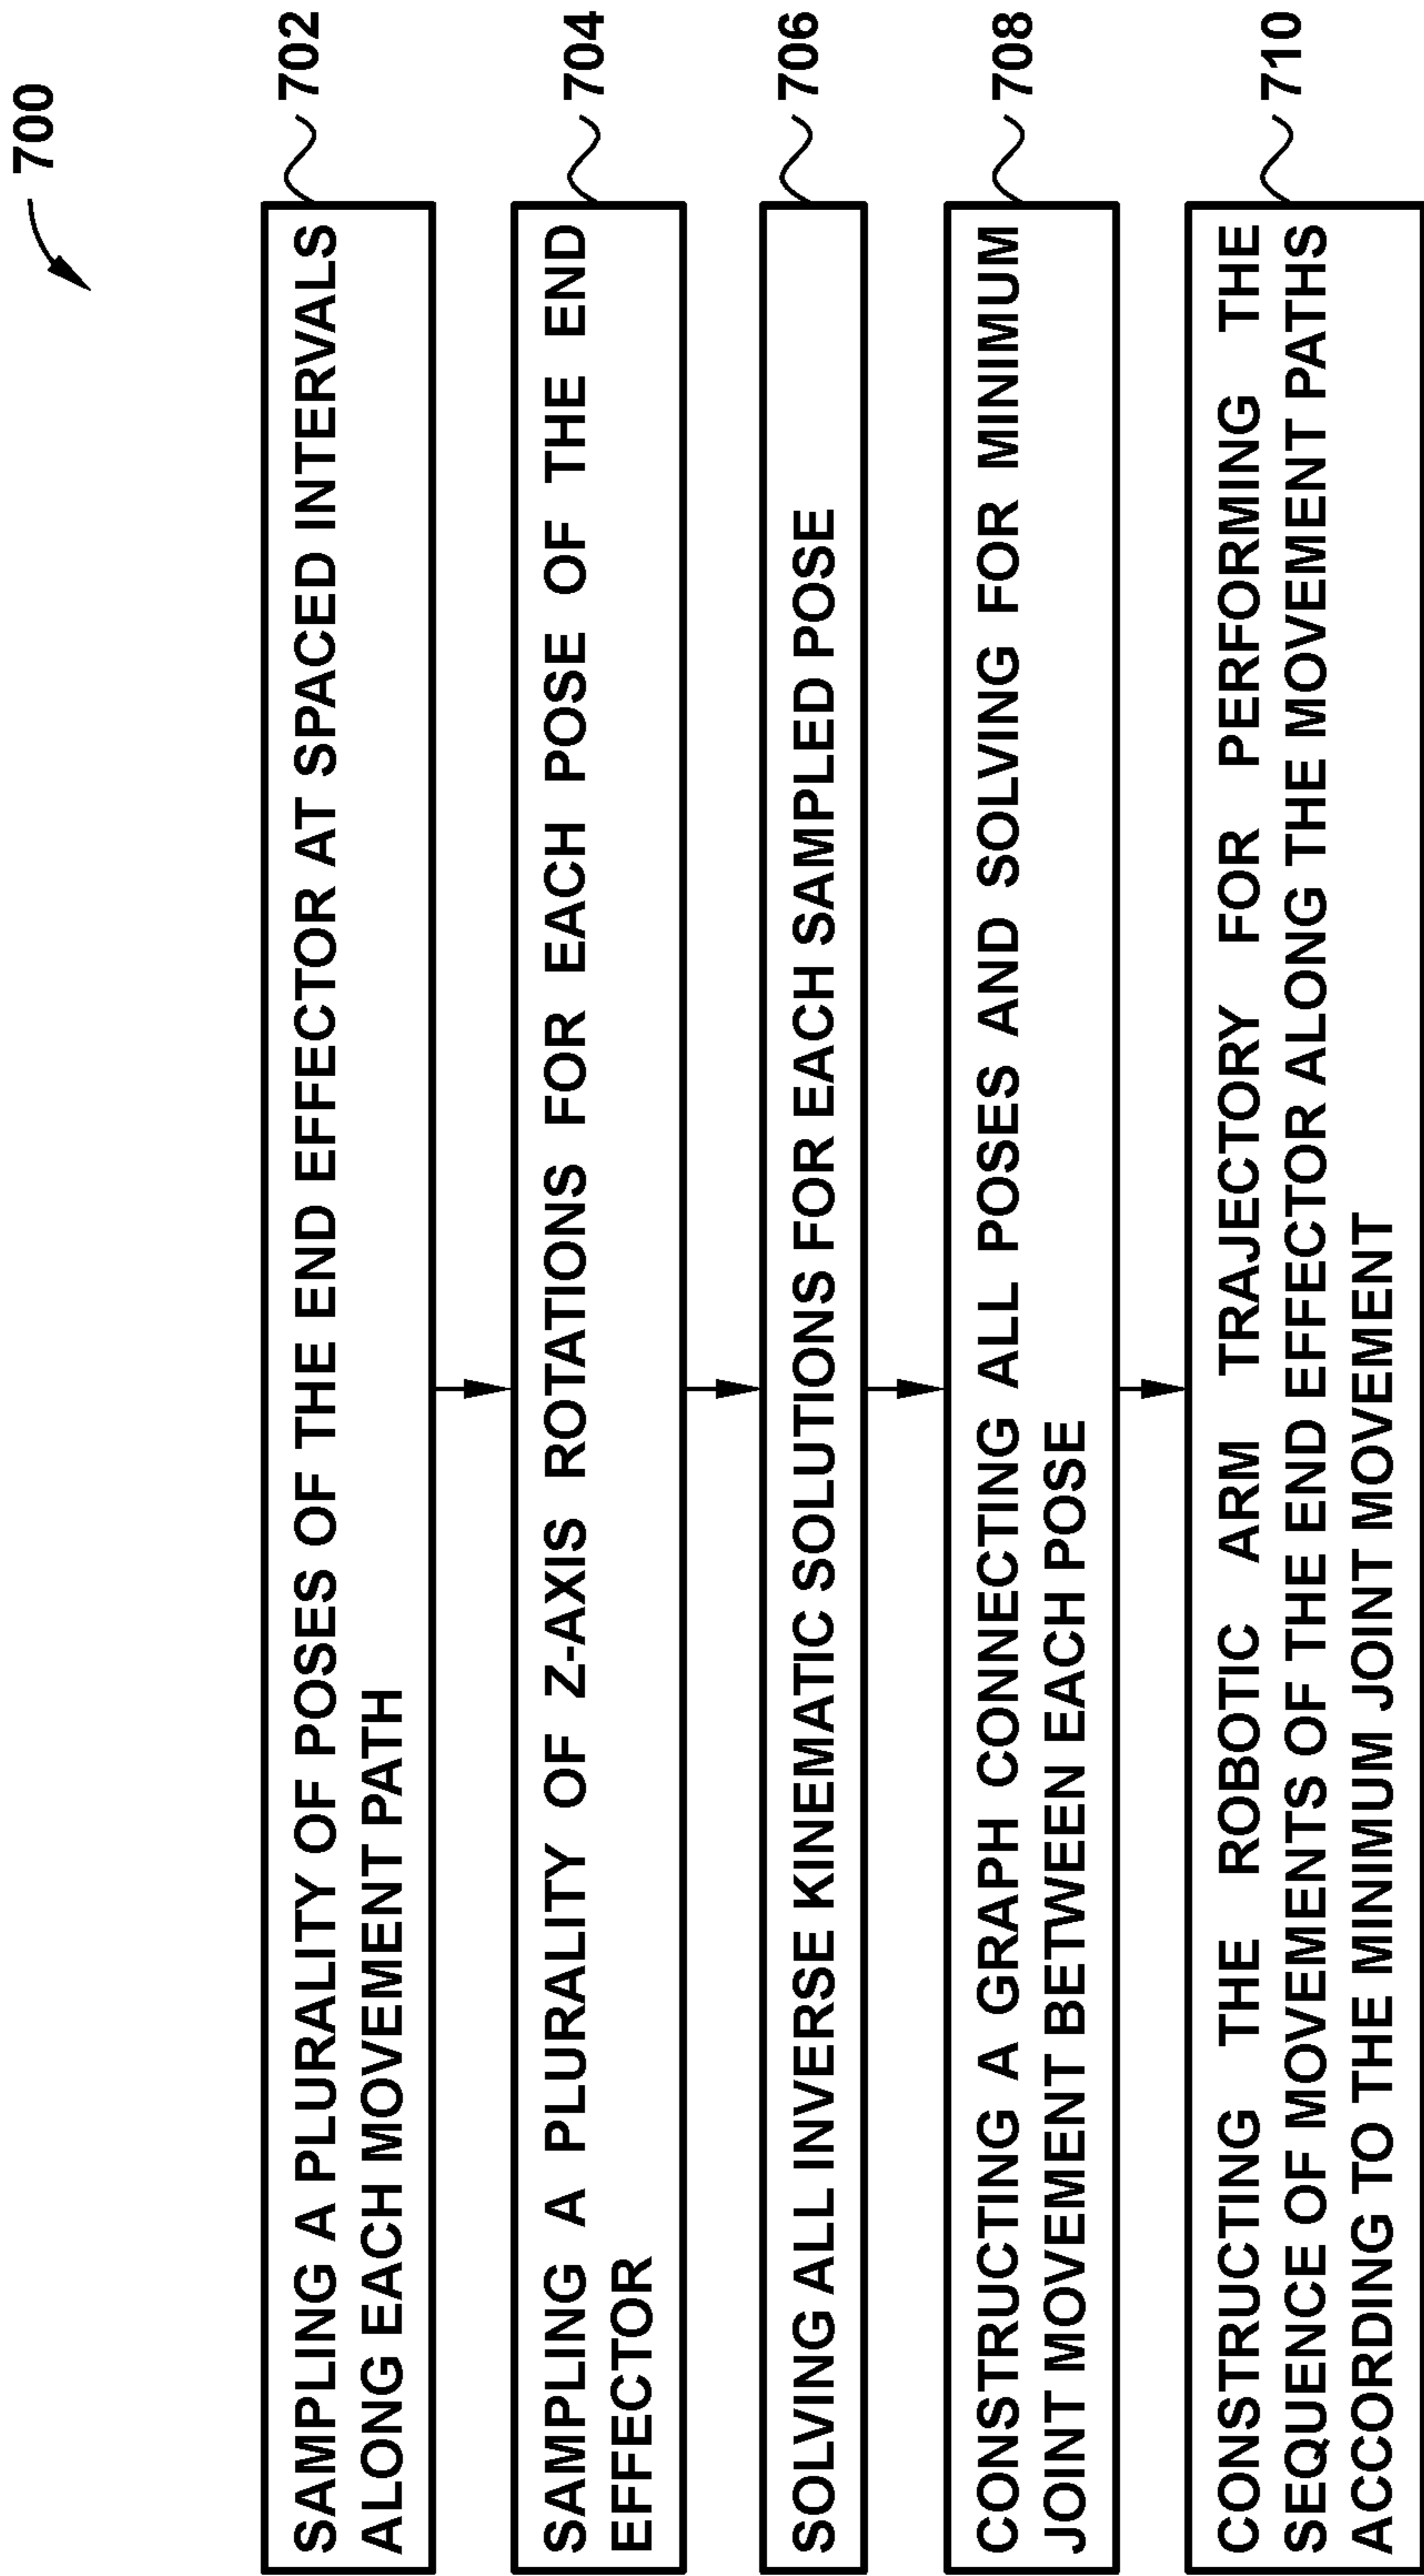 700
SAMPLING A PLURALITY OF POSES OF THE END EFFECTOR AT SPACED INTERVALS
ALONG EACH MOVEMENT PATH
702
SAMPLING A PLURALITY OF Z-AXIS ROTATIONS FOR EACH POSE OF THE END
EFFECTOR
704
SOLVING ALL INVERSE KINEMATIC SOLUTIONS FOR EACH SAMPLED POSE
706
CONSTRUCTING A GRAPH CONNECTING ALL POSES AND SOLVING FOR MINIMUM
JOINT MOVEMENT BETWEEN EACH POSE
708
CONSTRUCTING THE ROBOTIC ARM TRAJECTORY FOR PERFORMING THE
SEQUENCE OF MOVEMENTS OF THE END EFFECTOR ALONG THE MOVEMENT PATHS
ACCORDING TO THE MINIMUM JOINT MOVEMENT
710